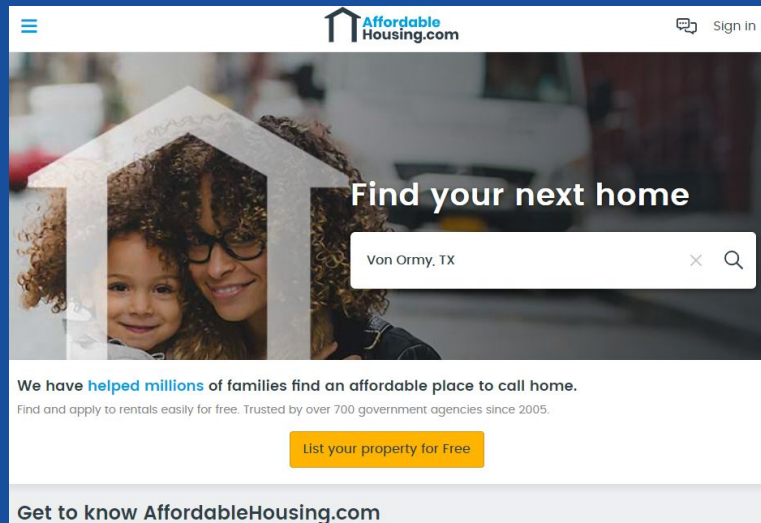 Affordable
Housing.com
Sign in
Find your next home
Von Ormy, TX
We have helped millions of families find an affordable place to call home.
Find and apply to rentals easily for free. Trusted by over 700 government agencies since 2005.
List your property for Free
Get to know AffordableHousing.com